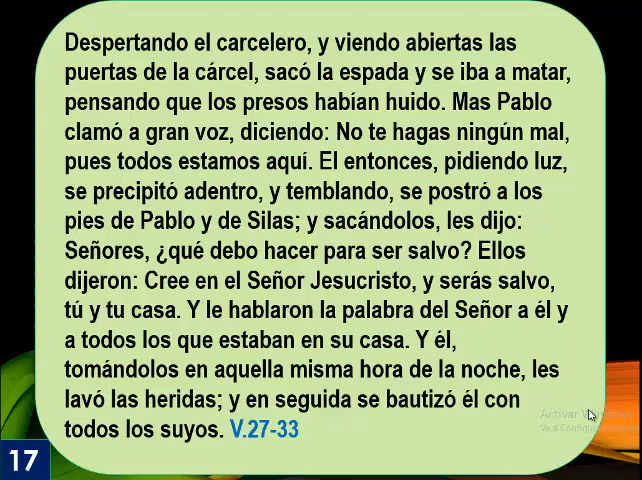 Despertando el carcelero, y viendo abiertas las
puertas de la cárcel, sacó la espada y se iba a matar,
pensando que los presos habían huido. Mas Pablo
clamó a gran voz, diciendo: No te hagas ningún mal,
pues todos estamos aquí. El entonces, pidiendo luz,
se precipitó adentro, y temblando, se postró a los
pies de Pablo y de Silas; y sacándolos, les dijo:
Señores, ¿qué debo hacer para ser salvo? Ellos
dijeron: Cree en el Señor Jesucristo, y serás salvo,
tú y tu casa. Y le hablaron la palabra del Señor a él y
a todos los que estaban en su casa. Y él,
tomándolos en aquella misma hora de la noche, les
lavó las heridas; y en seguida se bautizó él con
todos los suyos. V.27-33
Activar
Ve a
17